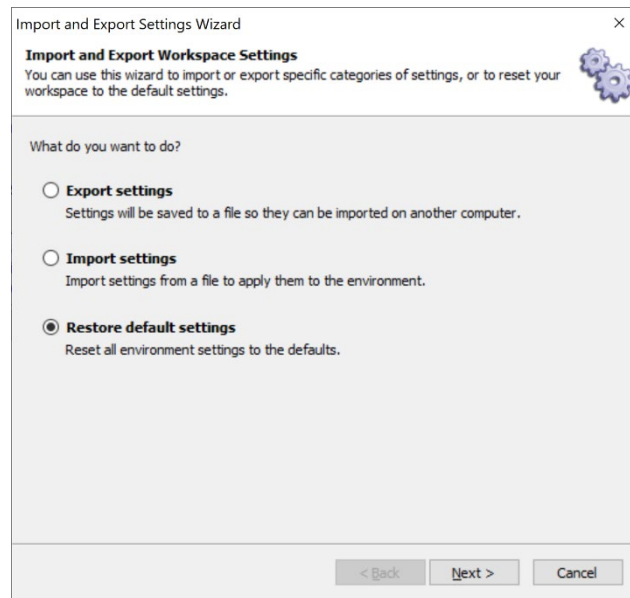 Import and Export Settings Wizard
Import and Export Workspace Settings
You can use this wizard to import or export specific categories of settings, or to reset your
workspace to the default settings.
What do you want to do?
Export settings
Settings will be saved to a file so they can be imported on another computer.
Import settings
Import settings from a file to apply them to the environment.
Restore default settings
Reset all environment settings to the defaults.
< Back Next > Cancel